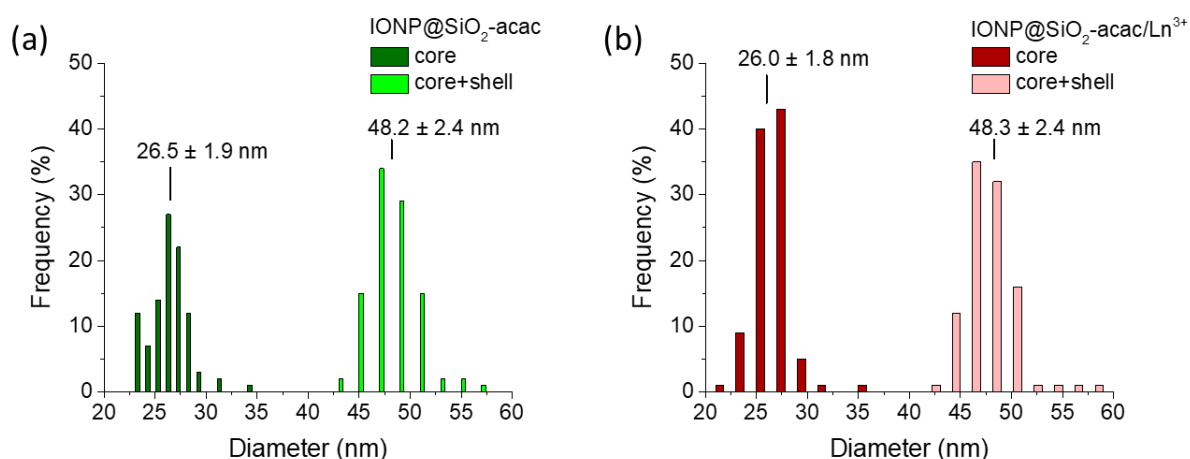 (a)
IONP@SiO₂-acac
core
core+shell
26.5 ± 1.9 nm
48.2 ± 2.4 nm
Frequency (%)
50
40
30
20
10
0
20 25 30 35 40 45 50 55 60
Diameter (nm)
(b)
IONP@SiO₂-acac/Ln³⁺
core
core+shell
26.0 ± 1.8 nm
48.3 ± 2.4 nm
Frequency (%)
50
40
30
20
10
0
20 25 30 35 40 45 50 55 60
Diameter (nm)